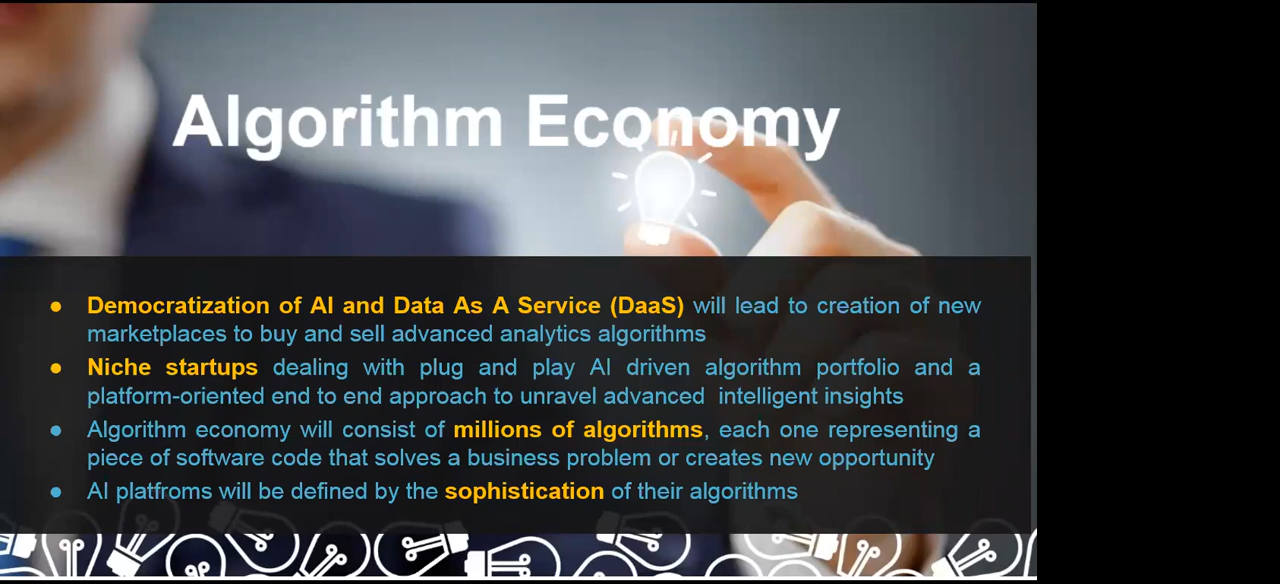 Algorithm Economy
● Democratization of AI and Data As A Service (DaaS) will lead to creation of new
marketplaces to buy and sell advanced analytics algorithms
● Niche startups dealing with plug and play AI driven algorithm portfolio and a
platform-oriented end to end approach to unravel advanced intelligent insights
● Algorithm economy will consist of millions of algorithms, each one representing a
piece of software code that solves a business problem or creates new opportunity
● AI platfroms will be defined by the sophistication of their algorithms